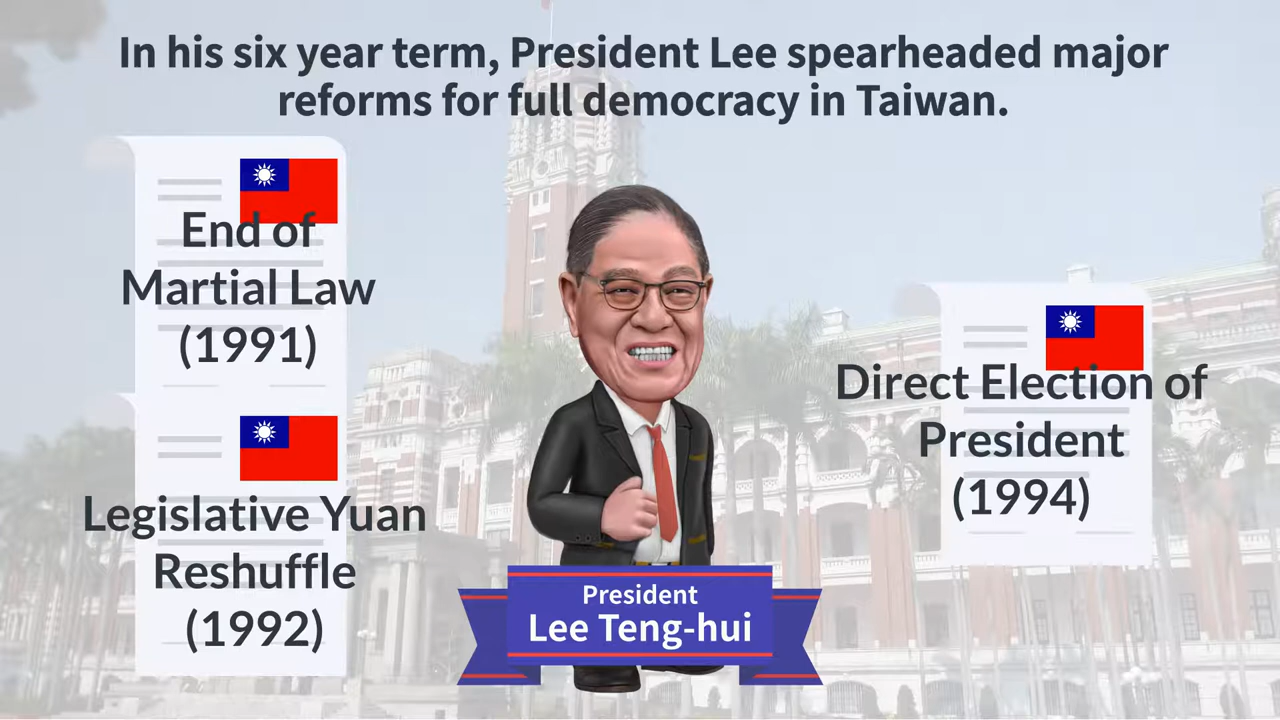 In his six year term, President Lee spearheaded major
reforms for full democracy in Taiwan.
End of
Martial Law
(1991)
Legislative Yuan
Reshuffle
(1992)
Direct Election of
President
(1994)
President
Lee Teng-hui